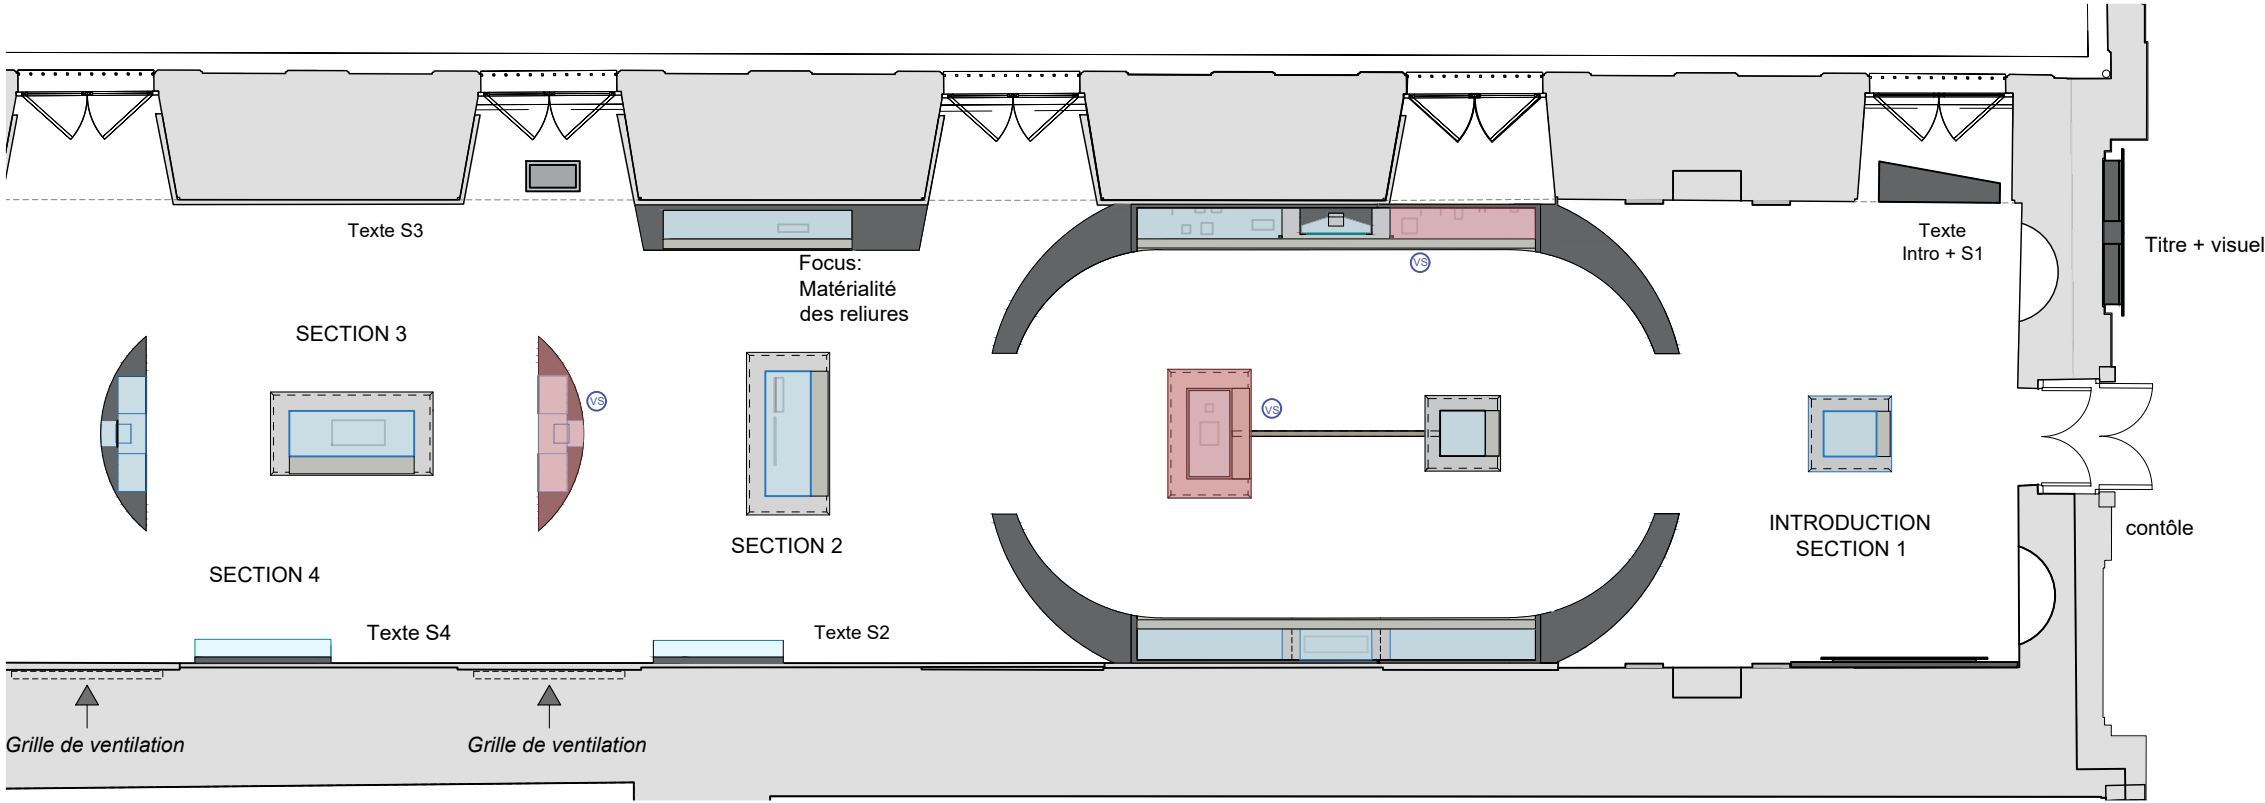 Texte S3
Texte
Intro + S1
Titre + visuel
Focus:
Matérialité
des reliures
VS
SECTION 3
VS
VS
INTRODUCTION
SECTION 1
contôle
SECTION 2
SECTION 4
Texte S4
Texte S2
Grille de ventilation
Grille de ventilation